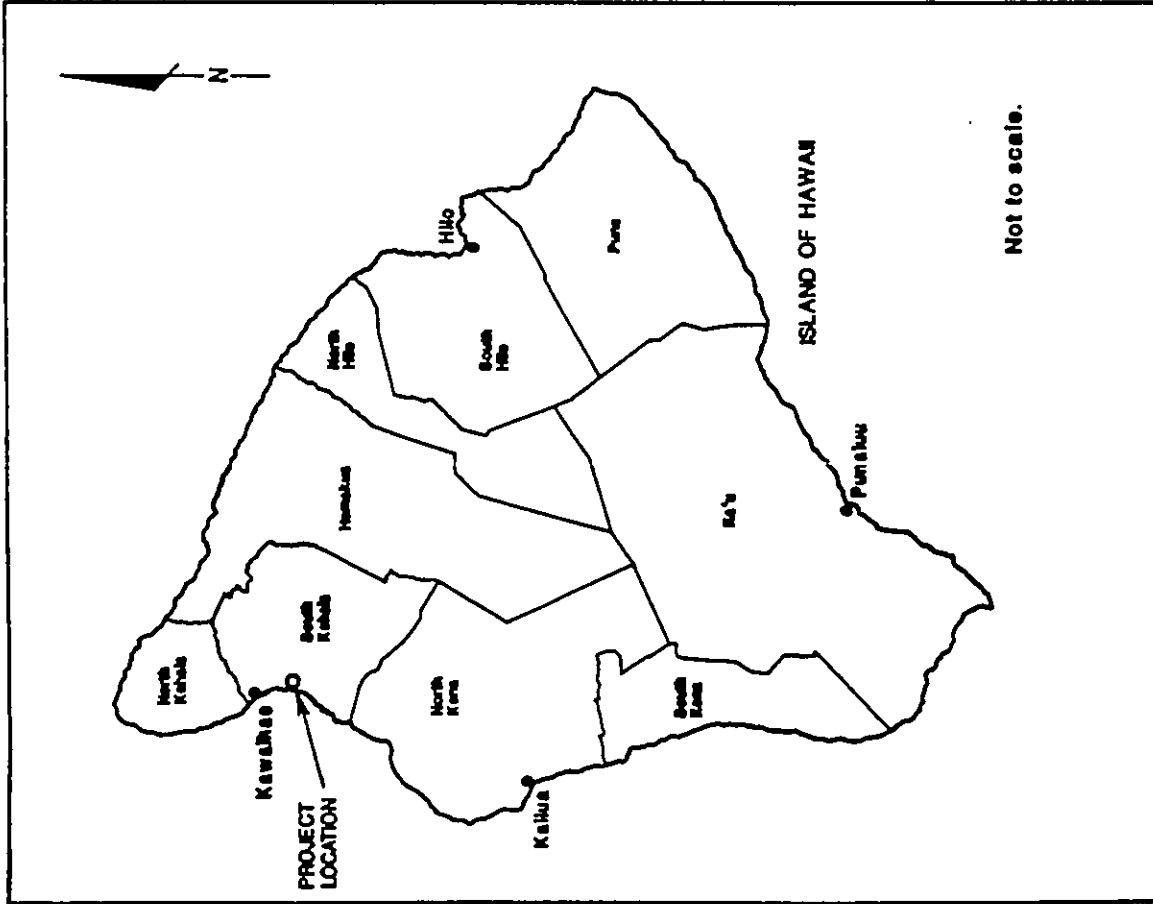 N
North
Kohala
Kawaihae
South
Kohala
PROJECT
LOCATION
Hamakua
North
Hilo
Hilo
South
Hilo
North
Kona
Kailua
Puna
South
Kona
Ka'u
Punaluu
ISLAND OF HAWAII
Not to scale.